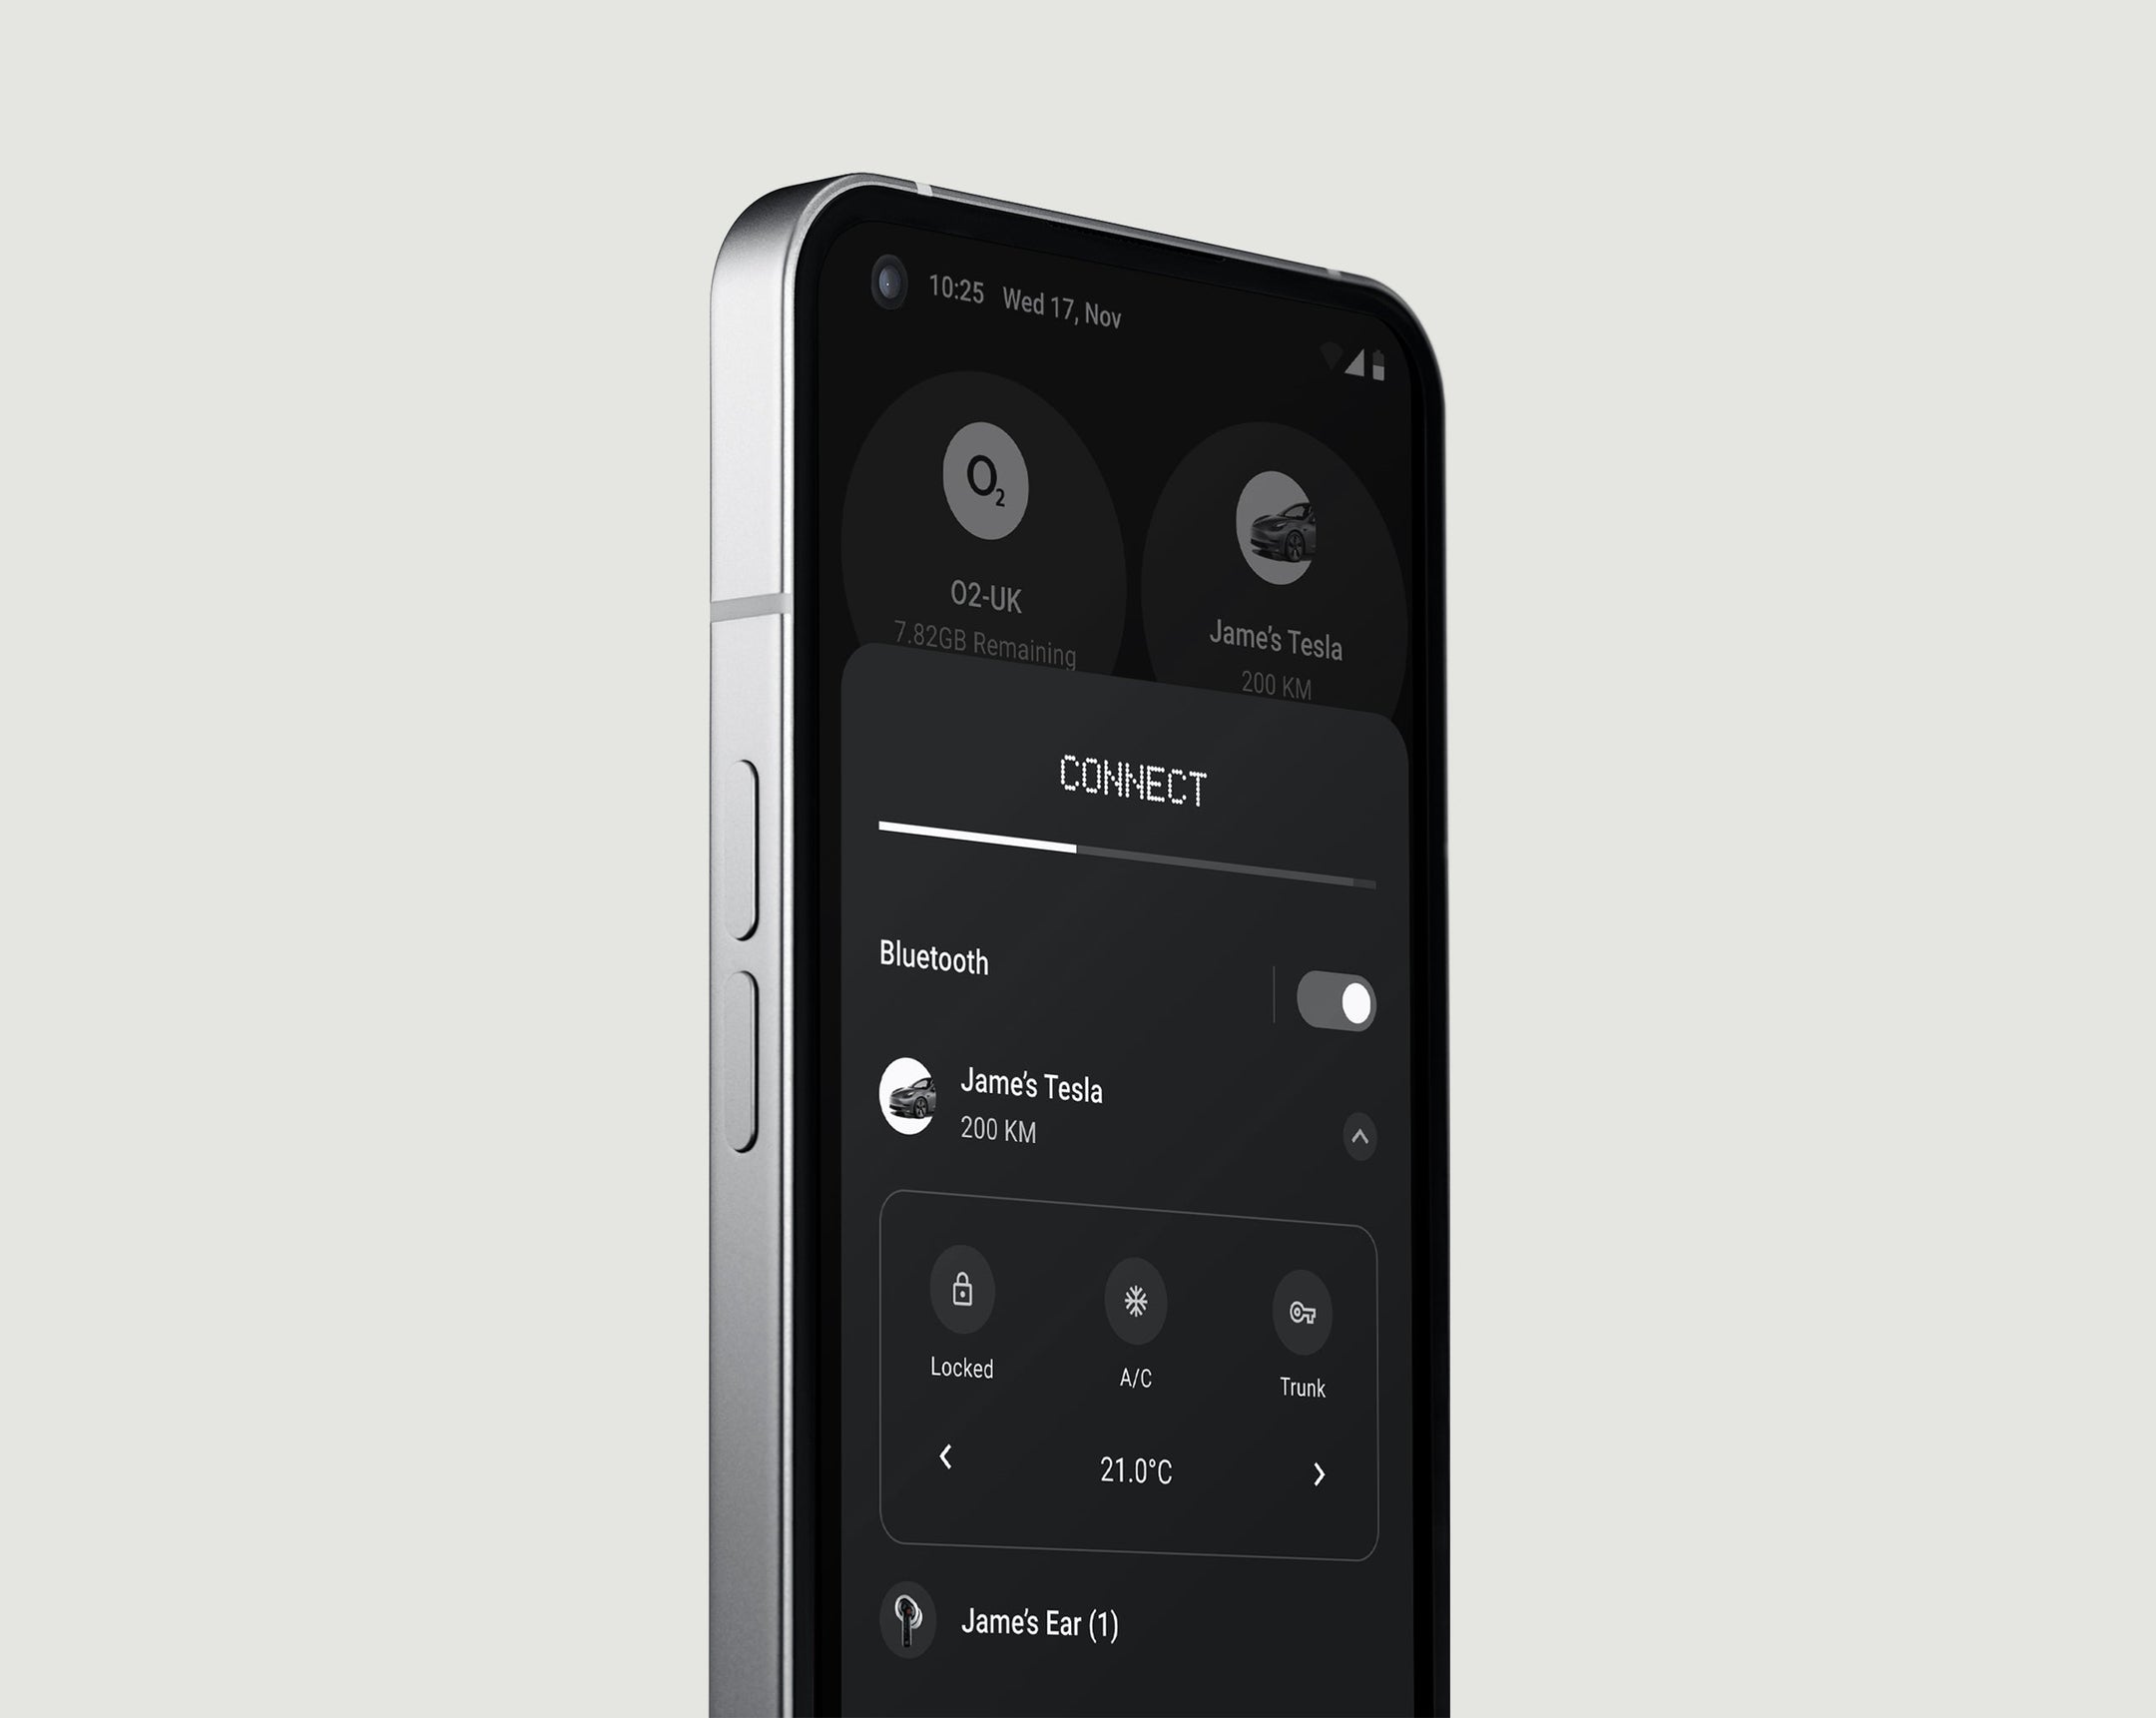 10:25 Wed 17, Nov
O2
O2-UK
7.82GB Remaining
Jame's Tesla
200 KM
CONNECT
Bluetooth
Jame's Tesla
200 KM
Locked
A/C
Trunk
21.0°C
Jame's Ear (1)